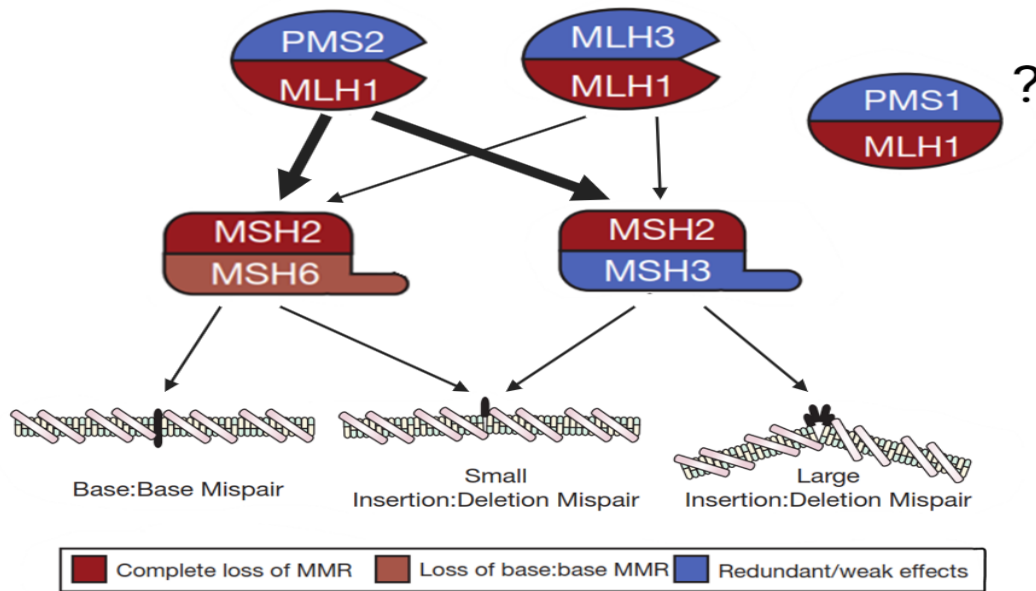 PMS2
MLH1
MLH3
MLH1
?
PMS1
MLH1
MSH2
MSH6
MSH2
MSH3
Base:Base Mispair
Small
Insertion:Deletion Mispair
Large
Insertion:Deletion Mispair
Complete loss of MMR
Loss of base:base MMR
Redundant/weak effects